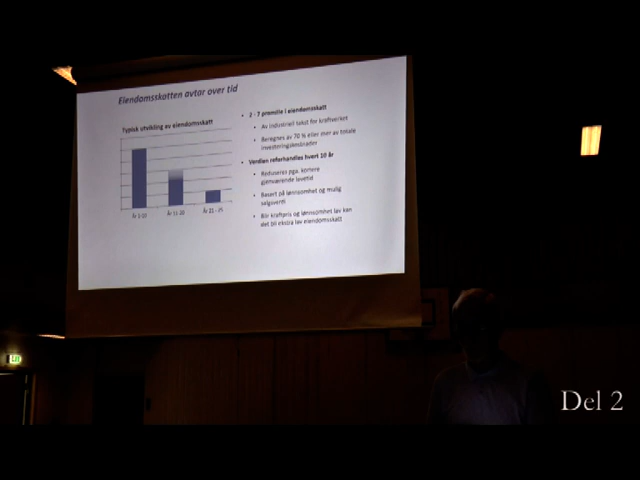 Eiendomsskatten avtar over tid
Typisk utvikling av eiendomsskatt
År 1-10
År 11-20
År 21 - 25
2 - 7 promille i eiendomsskatt
Av industriell takst for kraftverket
Beregnes av 70 % eller mer av totale
investeringskostnader
Verdien reforhandles hvert 10 år
Reduseres pga. kortere
gjenværende levetid
Basert på lønnsomhet og mulig
salgsverdi
Blir kraftpris og lønnsomhet lav kan
det bli ekstra lav eiendomsskatt
Del 2